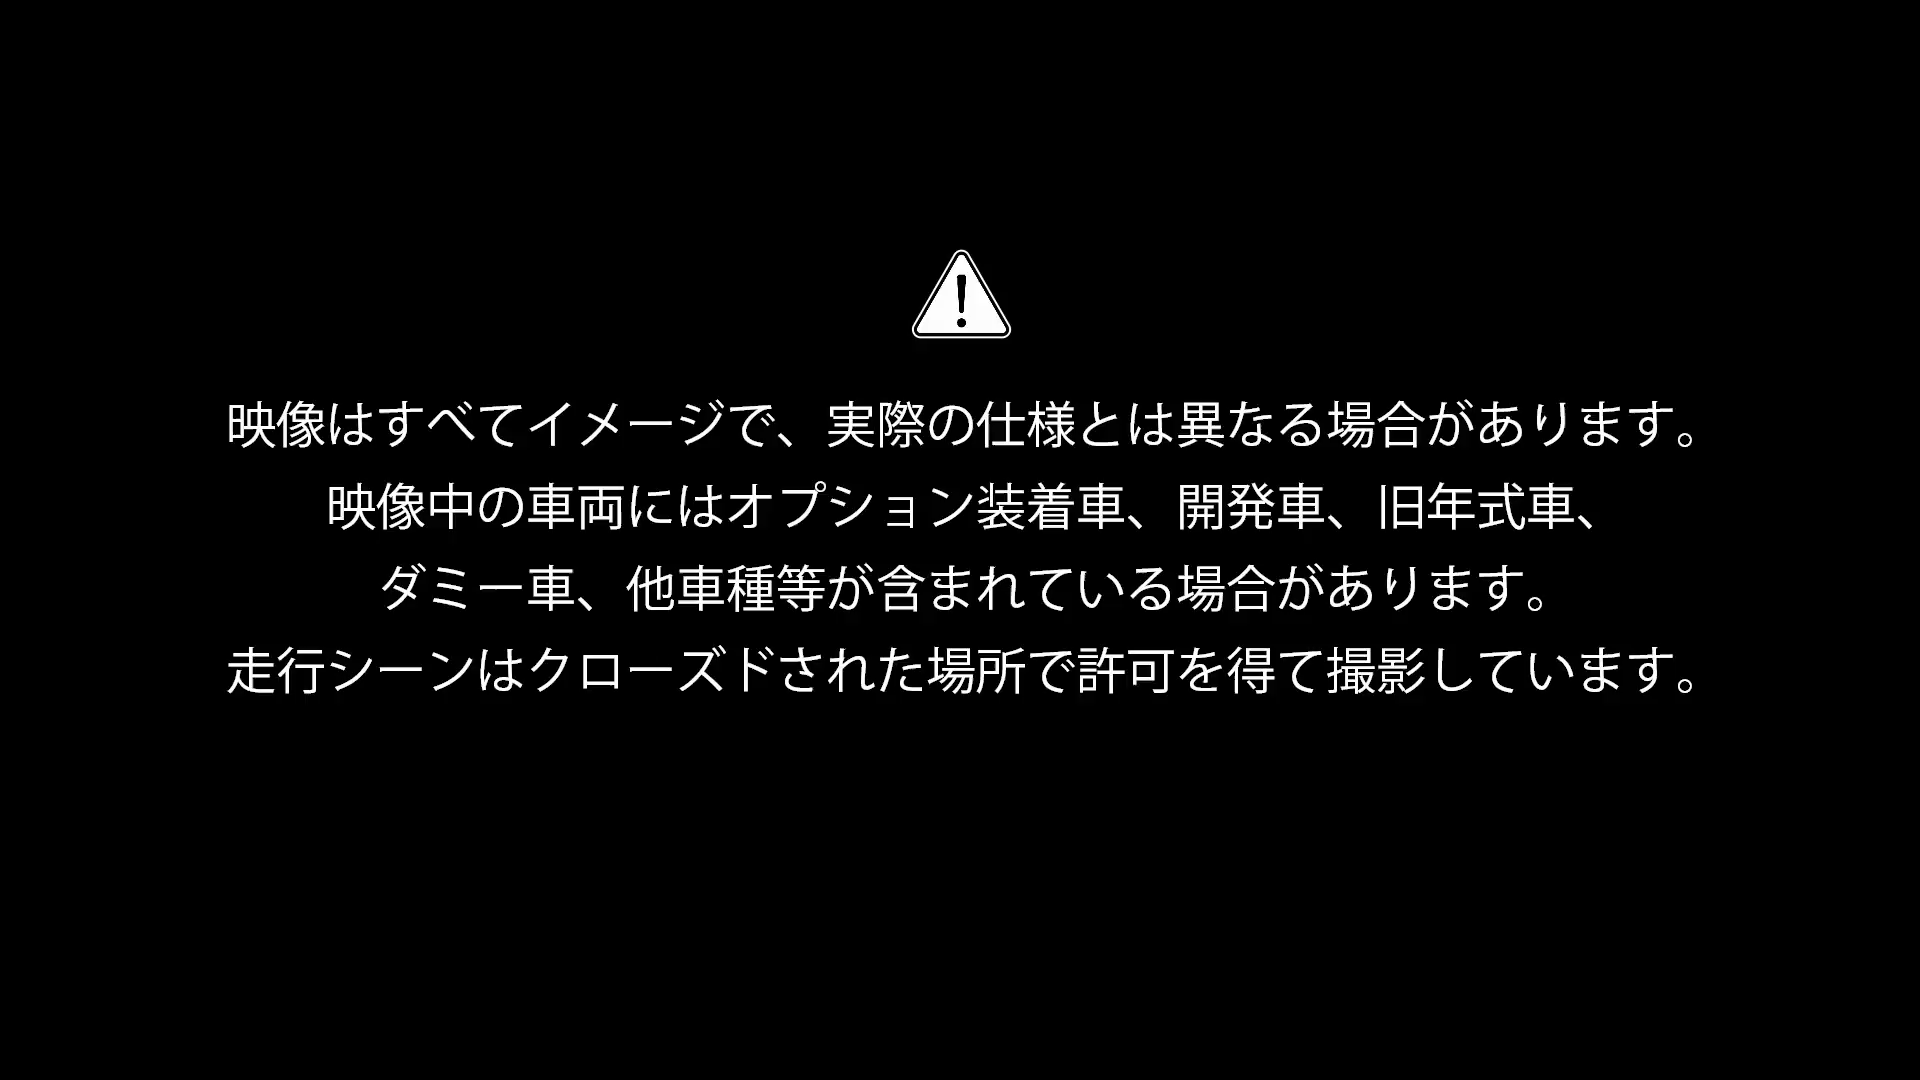 映像はすべてイメージで、実際の仕様とは異なる場合があります。
映像中の車両にはオプション装着車、開発車、旧年式車、
ダミー車、他車種等が含まれている場合があります。
走行シーンはクローズドされた場所で許可を得て撮影しています。